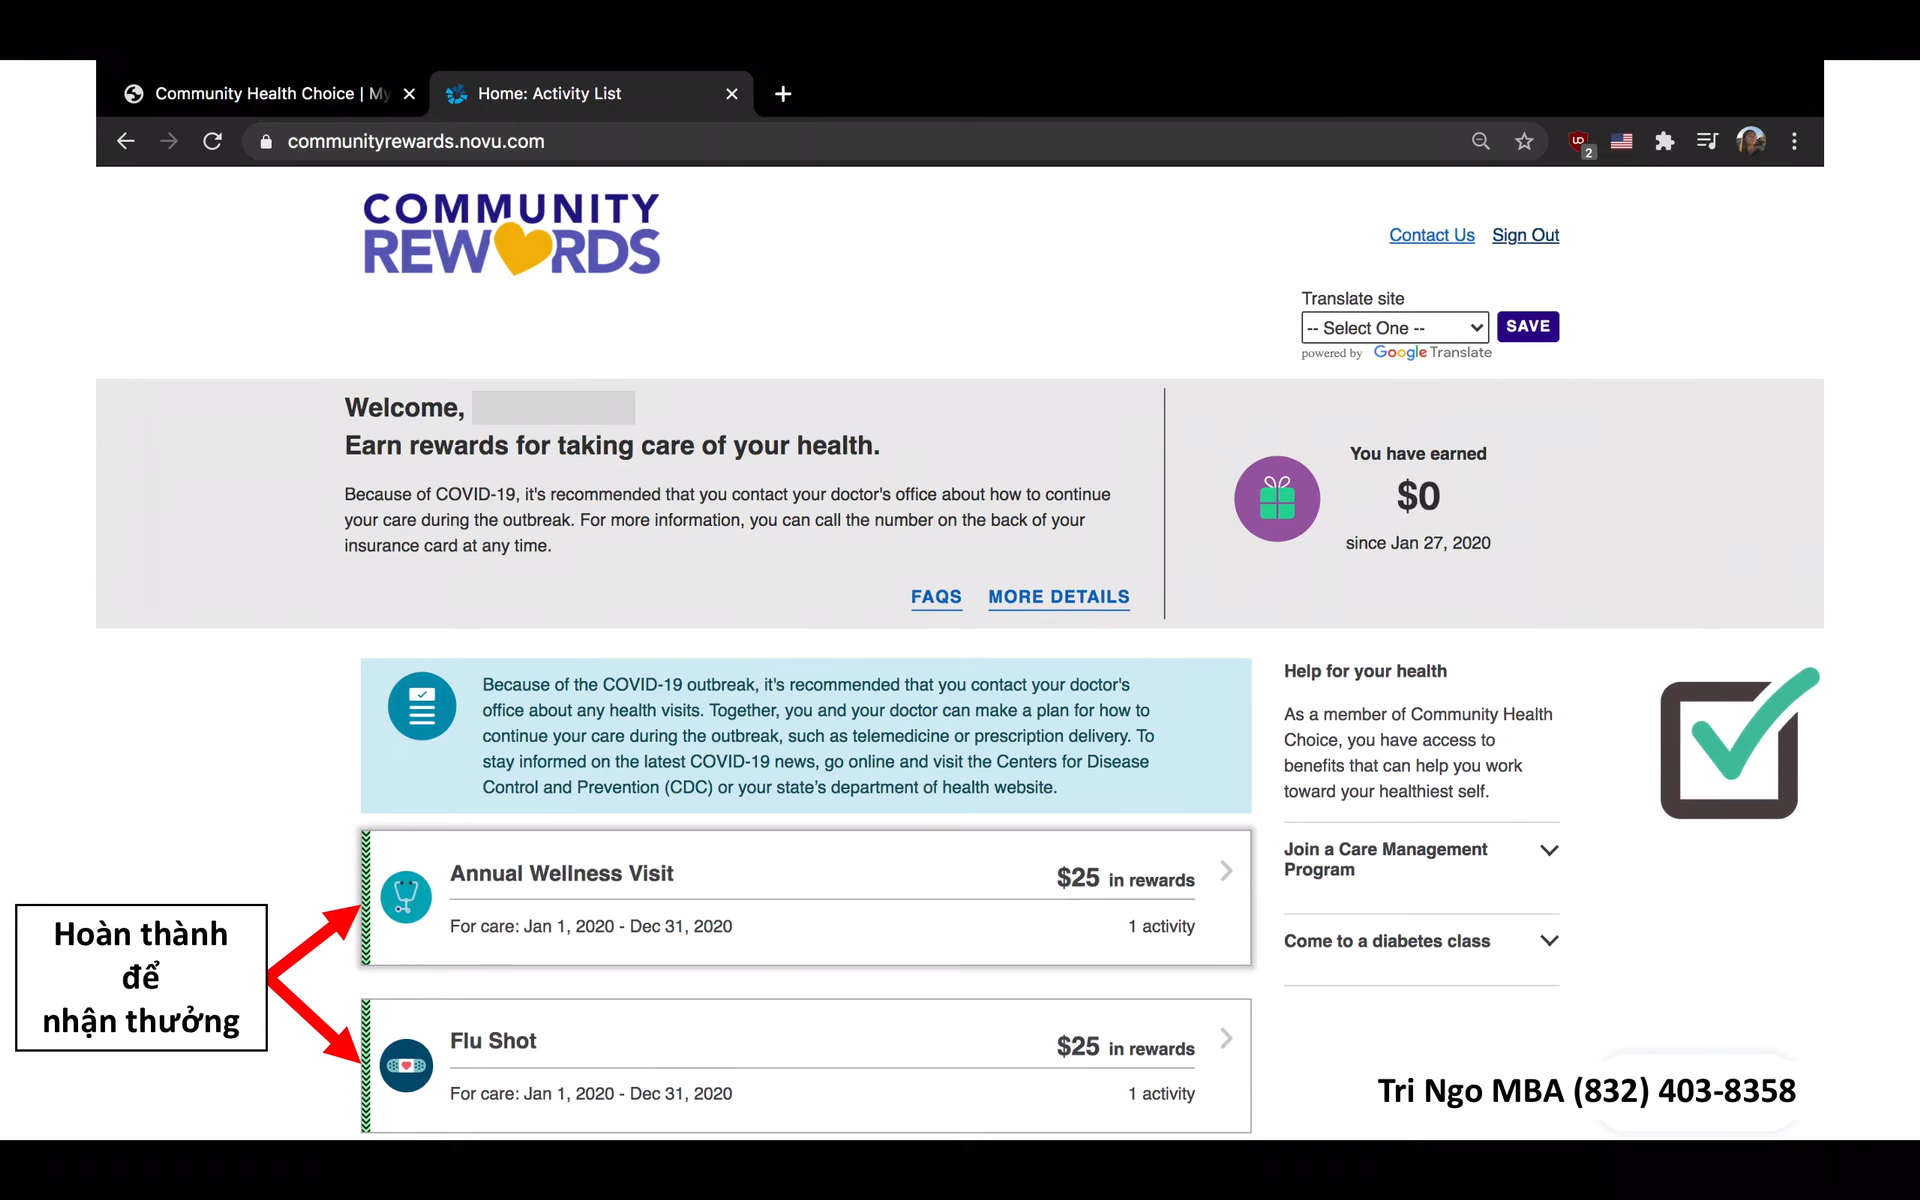 Community Health Choice | My
Home: Activity List
communityrewards.novu.com
2
COMMUNITY
REWARDS
Contact Us Sign Out
Translate site
-- Select One --
SAVE
powered by Google Translate
Welcome,
Earn rewards for taking care of your health.
Because of COVID-19, it's recommended that you contact your doctor's office about how to continue
your care during the outbreak. For more information, you can call the number on the back of your
insurance card at any time.
FAQS MORE DETAILS
You have earned
$0
since Jan 27, 2020
Because of the COVID-19 outbreak, it's recommended that you contact your doctor's
office about any health visits. Together, you and your doctor can make a plan for how to
continue your care during the outbreak, such as telemedicine or prescription delivery. To
stay informed on the latest COVID-19 news, go online and visit the Centers for Disease
Control and Prevention (CDC) or your state's department of health website.
Help for your health
As a member of Community Health
Choice, you have access to
benefits that can help you work
toward your healthiest self.
Join a Care Management
Program
Come to a diabetes class
Annual Wellness Visit
$25 in rewards
For care: Jan 1, 2020 - Dec 31, 2020
1 activity
Flu Shot
$25 in rewards
For care: Jan 1, 2020 - Dec 31, 2020
1 activity
Hoàn thành
để
nhận thưởng
Tri Ngo MBA (832) 403-8358